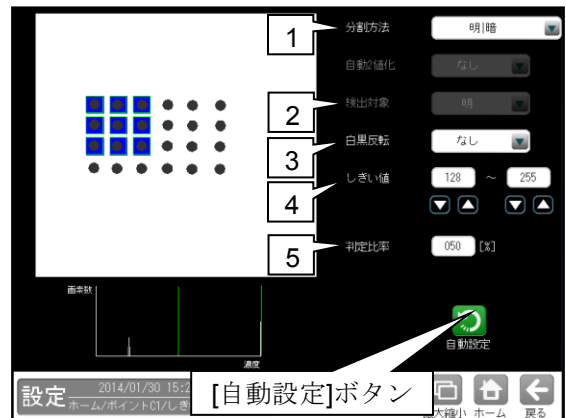 1
分割方法
明|暗
自動2値化
なし
2
検出対象
明
3
白黒反転
なし
4
しきい値
128 ～ 255
5
判定比率
050 [%]
画素数
濃度
自動設定
[自動設定]ボタン
設定
2014/01/30 15:2
ホーム/ポイントC1/しき
大縮小
ホーム
戻る